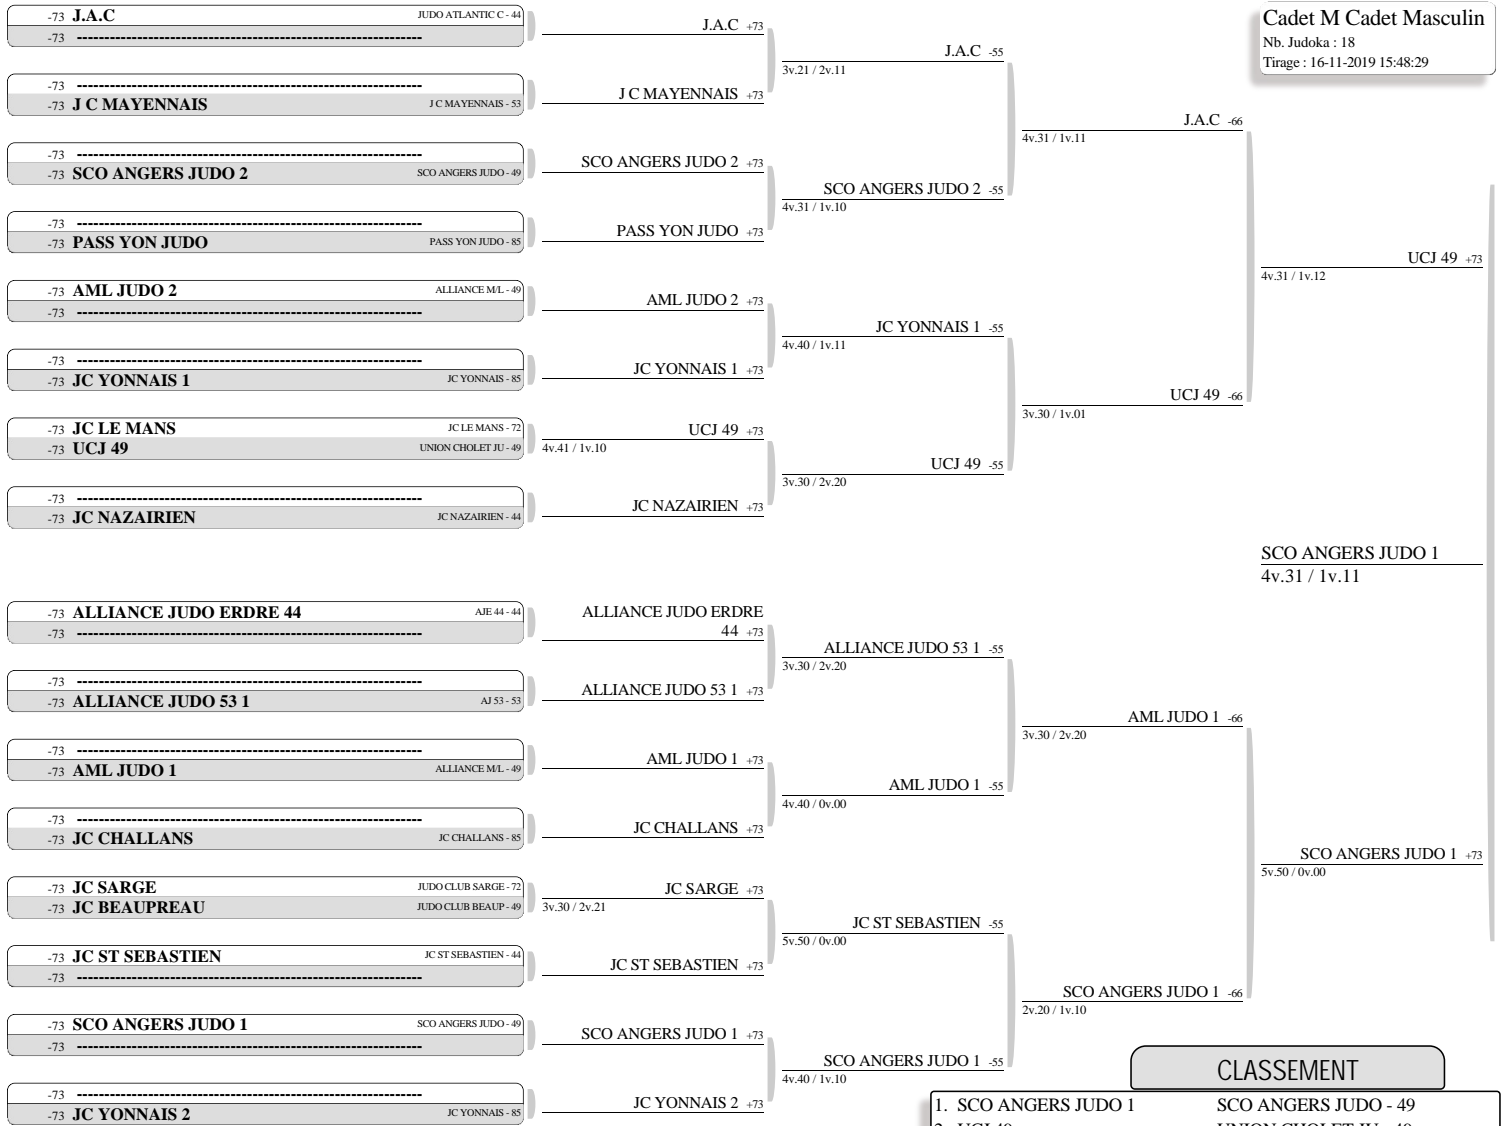 Cadet M Cadet Masculin
Nb. Judoka : 18
Tirage : 16-11-2019 15:48:29
-73 J.A.C JUDO ATLANTIC C - 44
-73 ----------------------------------------------------------------
-73 ----------------------------------------------------------------
-73 J C MAYENNAIS J C MAYENNAIS - 53
-73 ----------------------------------------------------------------
-73 SCO ANGERS JUDO 2 SCO ANGERS JUDO - 49
-73 ----------------------------------------------------------------
-73 PASS YON JUDO PASS YON JUDO - 85
-73 AML JUDO 2 ALLIANCE M/L - 49
-73 ----------------------------------------------------------------
-73 ----------------------------------------------------------------
-73 JC YONNAIS 1 JC YONNAIS - 85
-73 JC LE MANS JC LE MANS - 72
-73 UCJ 49 UNION CHOLET JU - 49
-73 ----------------------------------------------------------------
-73 JC NAZAIRIEN JC NAZAIRIEN - 44
-73 ALLIANCE JUDO ERDRE 44 AJE 44 - 44
-73 ----------------------------------------------------------------
-73 ----------------------------------------------------------------
-73 ALLIANCE JUDO 53 1 AJ 53 - 53
-73 ----------------------------------------------------------------
-73 AML JUDO 1 ALLIANCE M/L - 49
-73 ----------------------------------------------------------------
-73 JC CHALLANS JC CHALLANS - 85
-73 JC SARGE JUDO CLUB SARGE - 72
-73 JC BEAUPREAU JUDO CLUB BEAUP - 49
-73 JC ST SEBASTIEN JC ST SEBASTIEN - 44
-73 ----------------------------------------------------------------
-73 SCO ANGERS JUDO 1 SCO ANGERS JUDO - 49
-73 ----------------------------------------------------------------
-73 ----------------------------------------------------------------
-73 JC YONNAIS 2 JC YONNAIS - 85
J.A.C +73
J C MAYENNAIS +73
SCO ANGERS JUDO 2 +73
PASS YON JUDO +73
AML JUDO 2 +73
JC YONNAIS 1 +73
UCJ 49 +73
4v.41 / 1v.10
JC NAZAIRIEN +73
ALLIANCE JUDO ERDRE
44 +73
ALLIANCE JUDO 53 1 +73
AML JUDO 1 +73
JC CHALLANS +73
JC SARGE +73
3v.30 / 2v.21
JC ST SEBASTIEN +73
SCO ANGERS JUDO 1 +73
JC YONNAIS 2 +73
J.A.C -55
3v.21 / 2v.11
SCO ANGERS JUDO 2 -55
4v.31 / 1v.10
JC YONNAIS 1 -55
4v.40 / 1v.11
UCJ 49 -55
3v.30 / 2v.20
ALLIANCE JUDO 53 1 -55
3v.30 / 2v.20
AML JUDO 1 -55
4v.40 / 0v.00
JC ST SEBASTIEN -55
5v.50 / 0v.00
SCO ANGERS JUDO 1 -55
4v.40 / 1v.10
J.A.C -66
4v.31 / 1v.11
UCJ 49 -66
3v.30 / 1v.01
AML JUDO 1 -66
3v.30 / 2v.20
SCO ANGERS JUDO 1 -66
2v.20 / 1v.10
UCJ 49 +73
4v.31 / 1v.12
SCO ANGERS JUDO 1 +73
5v.50 / 0v.00
SCO ANGERS JUDO 1
4v.31 / 1v.11
CLASSEMENT
1. SCO ANGERS JUDO 1 SCO ANGERS JUDO - 49